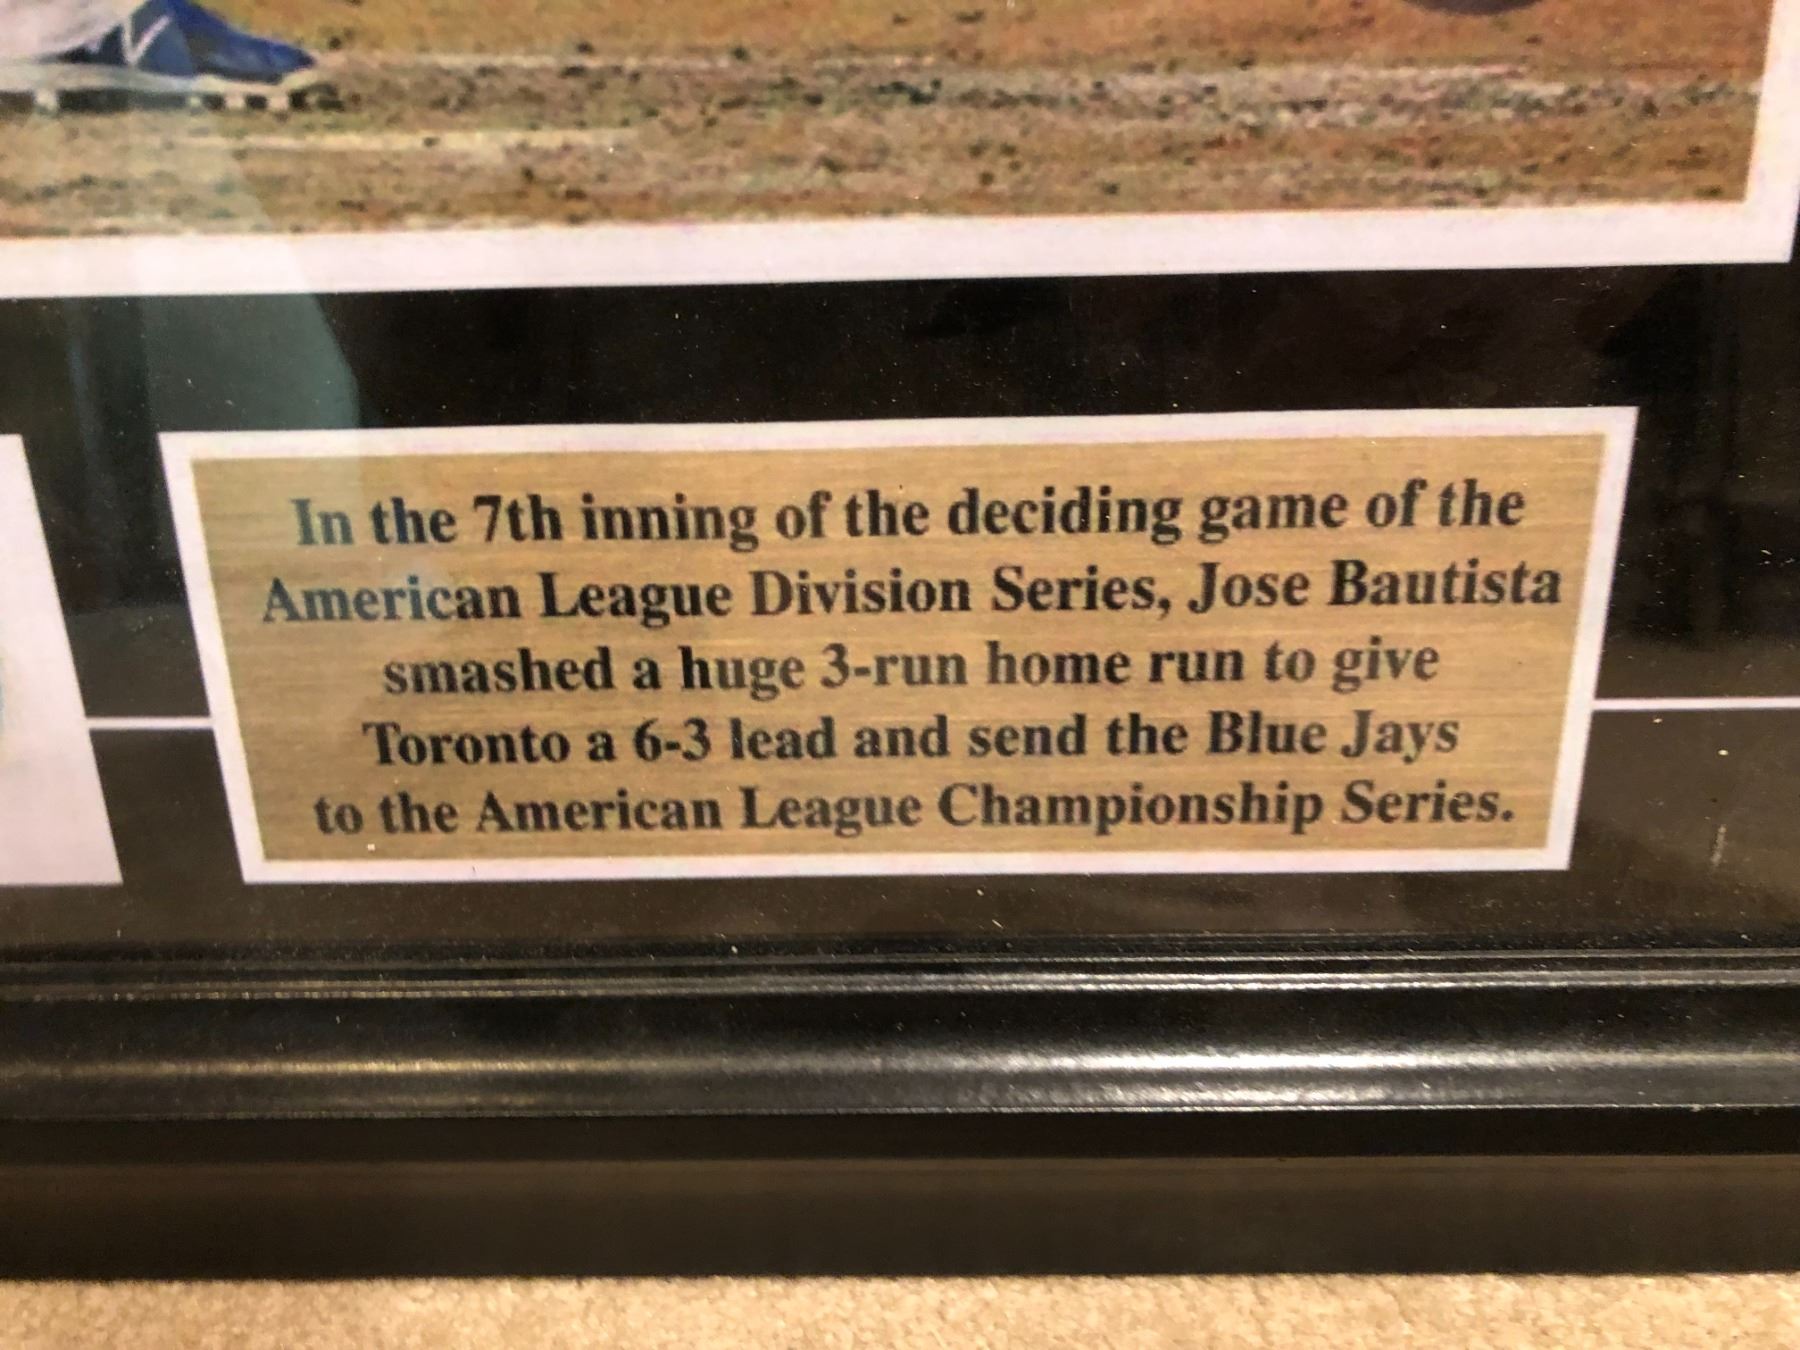 In the 7th inning of the deciding game of the
American League Division Series, Jose Bautista
smashed a huge 3-run home run to give
Toronto a 6-3 lead and send the Blue Jays
to the American League Championship Series.